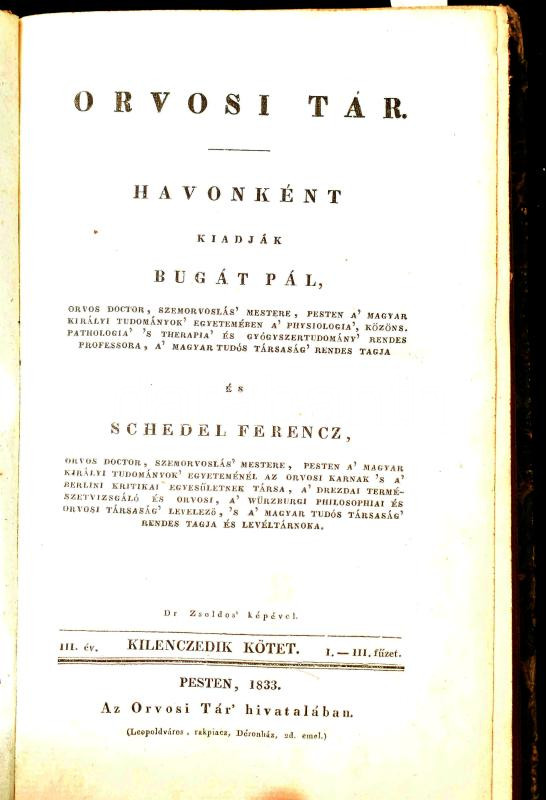 ORVOSI TÁR.
HAVONKÉNT
KIADJÁK
BUGÁT PÁL,
ORVOS DOCTOR, SZEMORVOSLÁS' MESTERE, PESTEN A' MAGYAR
KIRÁLYI TUDOMÁNYOK' EGYETEMÉBEN A' PHYSIOLOGIA', KÖZÖNS.
PATHOLOGIA' 'S THERAPIA' ÉS GYÓGYSZERTUDOMÁNY' RENDES
PROFESSORA, A' MAGYAR TUDÓS TÁRSASÁG' RENDES TAGJA
ÉS
SCHEDEL FERENCZ,
ORVOS DOCTOR, SZEMORVOSLÁS' MESTERE, PESTEN A' MAGYAR
KIRÁLYI TUDOMÁNYOK' EGYETEMÉNÉL AZ ORVOSI KARNAK 'S A'
BERLINI KRITIKAI EGYESÜLETNEK TÁRSA, A' DREZDAI TERMÉ-
SZETVIZSGÁLÓ ÉS ORVOSI, A' WÜRZBURGI PHILOSOPHIAI ÉS
ORVOSI TÁRSASÁG' LEVELEZŐ, 'S A' MAGYAR TUDÓS TÁRSASÁG'
RENDES TAGJA ÉS LEVÉLTÁRNOKA.
Dr Zsoldos' képével.
III. év. KILENCZEDIK KÖTET. I. — III. füzet.
PESTEN, 1833.
Az Orvosi Tár' hivatalában.
(Leopoldváros, rakpiacz, Déronház, 2d. emel.)